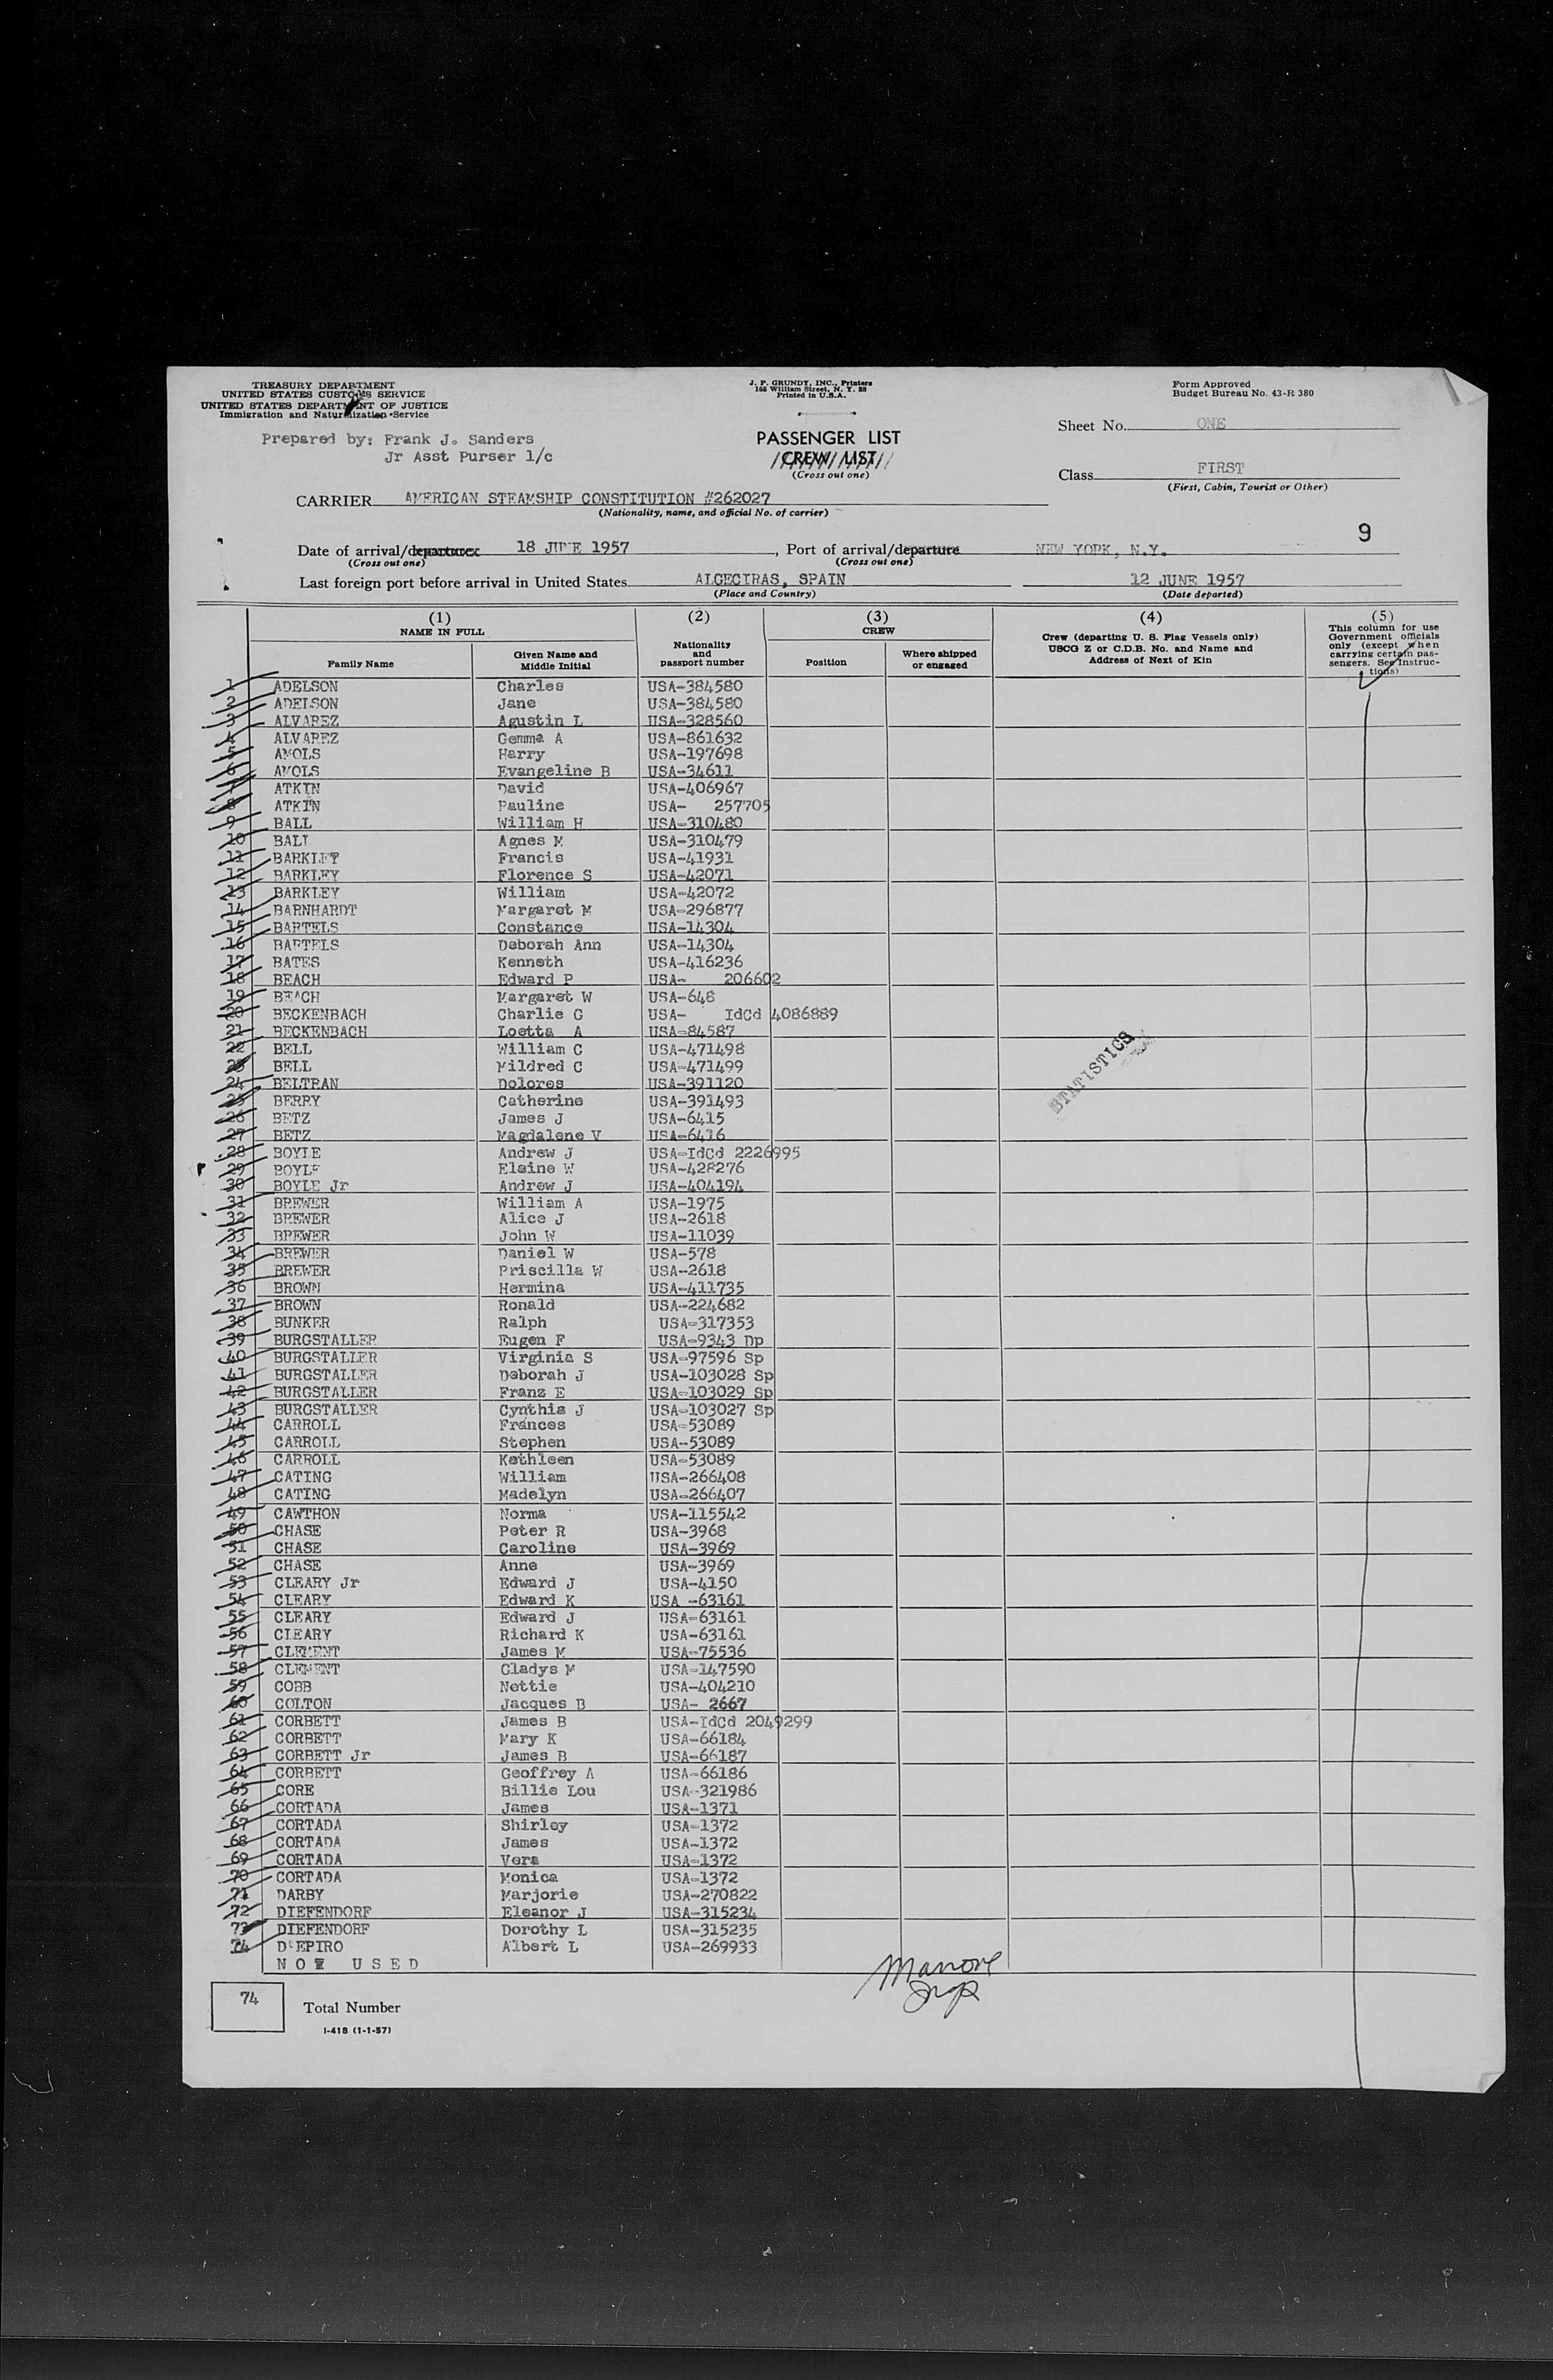 TREASURY DEPARTMENT
UNITED STATES CUSTOMS SERVICE
UNITED STATES DEPARTMENT OF JUSTICE
Immigration and Naturalization Service
J. P. GRUNDY, INC., Printers
165 William Street, N. Y. 38
Printed in U.S.A.
Form Approved
Budget Bureau No. 43-R 380
Prepared by: Frank J. Sanders
Jr Asst Purser 1/c
PASSENGER LIST
CREW LIST
(Cross out one)
Sheet No. ONE
Class FIRST
(First, Cabin, Tourist or Other)
CARRIER AMERICAN STEAMSHIP CONSTITUTION #262027
(Nationality, name, and official No. of carrier)
9
Date of arrival/departure 18 JUNE 1957, Port of arrival/departure NEW YORK, N.Y.
(Cross out one) (Cross out one)
Last foreign port before arrival in United States ALGECIRAS, SPAIN 12 JUNE 1957
(Place and Country) (Date departed)
(1) NAME IN FULL
Family Name Given Name and Middle Initial
(2) Nationality and passport number
(3) CREW
Position Where shipped or engaged
(4) Crew (departing U. S. Flag Vessels only) USCG Z or C.D.B. No. and Name and Address of Next of Kin
(5) This column for use Government officials only (except when carrying certain passengers. See Instructions)
1 ADELSON Charles USA-384580
2 ADELSON Jane USA-384580
3 ALVAREZ Agustin L USA-328560
4 ALVAREZ Gemma A USA-861632
5 AMOLS Harry USA-197698
6 AMOLS Evangeline B USA-34611
7 ATKIN David USA-406967
8 ATKIN Pauline USA- 257705
9 BALL William H USA-310480
10 BALL Agnes M USA-310479
11 BARKLEY Francis USA-41931
12 BARKLEY Florence S USA-42071
13 BARKLEY William USA-42072
14 BARNHARDT Margaret M USA-296877
15 BARTELS Constance USA-14304
16 BARTELS Deborah Ann USA-14304
17 BATES Kenneth USA-416236
18 BEACH Edward P USA- 206602
19 BEACH Margaret W USA-648
20 BECKENBACH Charlie G USA- IdCd 4086889
21 BECKENBACH Loetta A USA-84587
22 BELL William C USA-471498
23 BELL Mildred C USA-471499
24 BELTRAN Dolores USA-391120
25 BERRY Catherine USA-391493
26 BETZ James J USA-6415
27 BETZ Magdalene V USA-6416
28 BOYLE Andrew J USA-IdCd 2226995
29 BOYLE Elaine W USA-428276
30 BOYLE Jr Andrew J USA-404194
31 BREWER William A USA-1975
32 BREWER Alice J USA-2618
33 BREWER John W USA-11039
34 BREWER Daniel W USA-578
35 BREWER Priscilla W USA-2618
36 BROWN Hermina USA-411735
37 BROWN Ronald USA-224682
38 BUNKER Ralph USA-317353
39 BURGSTALLER Eugen F USA-9343 Dp
40 BURGSTALLER Virginia S USA-97596 Sp
41 BURGSTALLER Deborah J USA-103028 Sp
42 BURGSTALLER Franz E USA-103029 Sp
43 BURGSTALLER Cynthia J USA-103027 Sp
44 CARROLL Frances USA-53089
45 CARROLL Stephen USA-53089
46 CARROLL Kathleen USA-53089
47 CATING William USA-266408
48 CATING Madelyn USA-266407
49 CAWTHON Norma USA-115542
50 CHASE Peter R USA-3968
51 CHASE Caroline USA-3969
52 CHASE Anne USA-3969
53 CLEARY Jr Edward J USA-4150
54 CLEARY Edward K USA -63161
55 CLEARY Edward J USA-63161
56 CLEARY Richard K USA-63161
57 CLEMENT James M USA-75536
58 CLEMENT Gladys M USA-147590
59 COBB Nettie USA-404210
60 COLTON Jacques B USA- 2667
61 CORBETT James B USA-IdCd 2049299
62 CORBETT Mary K USA-66184
63 CORBETT Jr James B USA-66187
64 CORBETT Geoffrey A USA-66186
65 CORE Billie Lou USA-321986
66 CORTADA James USA-1371
67 CORTADA Shirley USA-1372
68 CORTADA James USA-1372
69 CORTADA Vera USA-1372
70 CORTADA Monica USA-1372
71 DARBY Marjorie USA-270822
72 DIEFENDORF Eleanor J USA-315234
73 DIEFENDORF Dorothy L USA-315235
74 D'EPIRO Albert L USA-269933
NOT USED
STATISTICS
74 Total Number
I-418 (1-1-57)